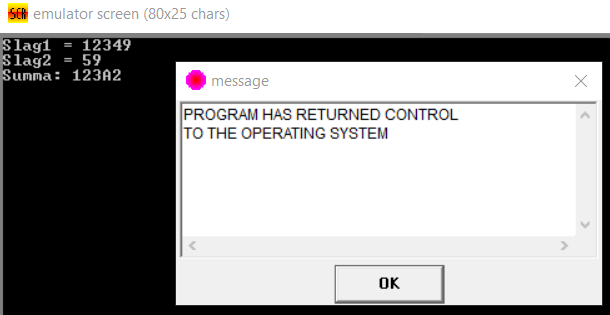 SCR emulator screen (80x25 chars)
Slag1 = 12349
Slag2 = 59
Summa: 123A2
message
PROGRAM HAS RETURNED CONTROL
TO THE OPERATING SYSTEM
OK